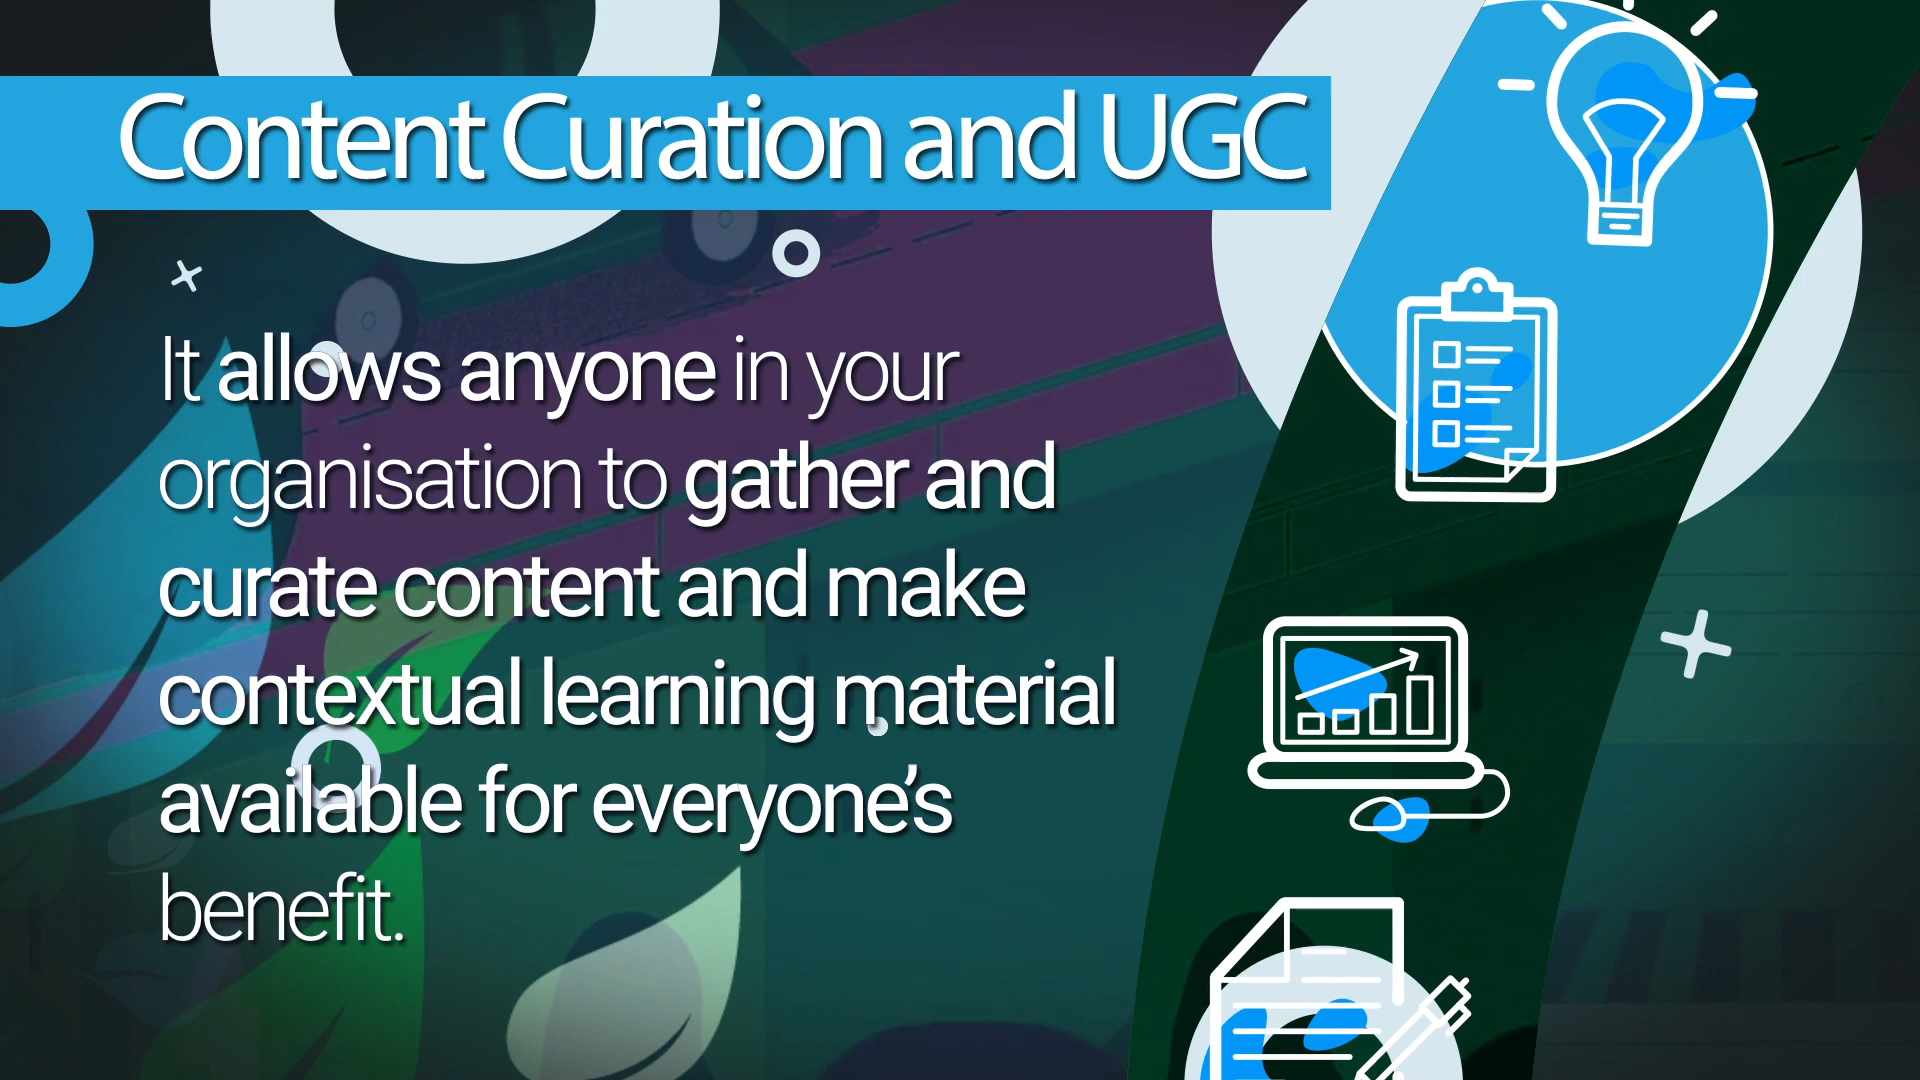 Content Curation and UGC
It allows anyone in your
organisation to gather and
curate content and make
contextual learning material
available for everyone’s
benefit.